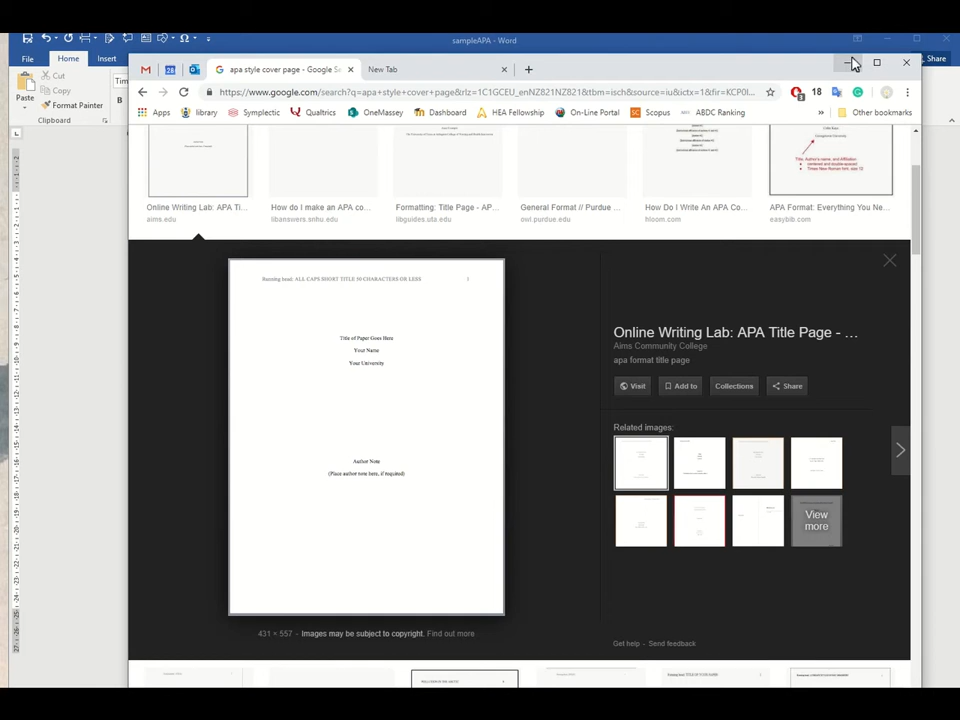 sampleAPA - Word
File Home Insert
Share
Cut
Copy
Paste Format Painter
Clipboard
Tim
B
apa style cover page - Google Se
New Tab
https://www.google.com/search?q=apa+style+cover+page&rlz=1C1GCEU_enNZ821NZ821&tbm=isch&source=iu&ictx=1&fir=KCP0l...
3 18
Apps library Symplectic Qualtrics OneMassey Dashboard HEA Fellowship On-Line Portal Scopus ABDC Ranking » Other bookmarks
Title, Author's name, and Affiliation
Online Writing Lab: APA Ti...
aims.edu
How do I make an APA co...
libanswers.snhu.edu
Formatting: Title Page - AP...
libguides.uta.edu
General Format // Purdue ...
owl.purdue.edu
How Do I Write An APA Co...
hloom.com
APA Format: Everything You Ne...
easybib.com
Running head: ALL CAPS SHORT TITLE 50 CHARACTERS OR LESS 1
Title of Paper Goes Here
Your Name
Your University
Author Note
(Place author note here, if required)
431 × 557 - Images may be subject to copyright. Find out more
Online Writing Lab: APA Title Page - ...
Aims Community College
apa format title page
Visit Add to Collections Share
Related images:
View
more
Get help - Send feedback